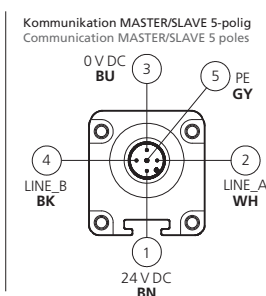 Kommunikation MASTER/SLAVE 5-polig
Communication MASTER/SLAVE 5 poles
0 V DC
BU
3
5
PE
GY
4
2
LINE_B
BK
LINE_A
WH
1
24 V DC
BN